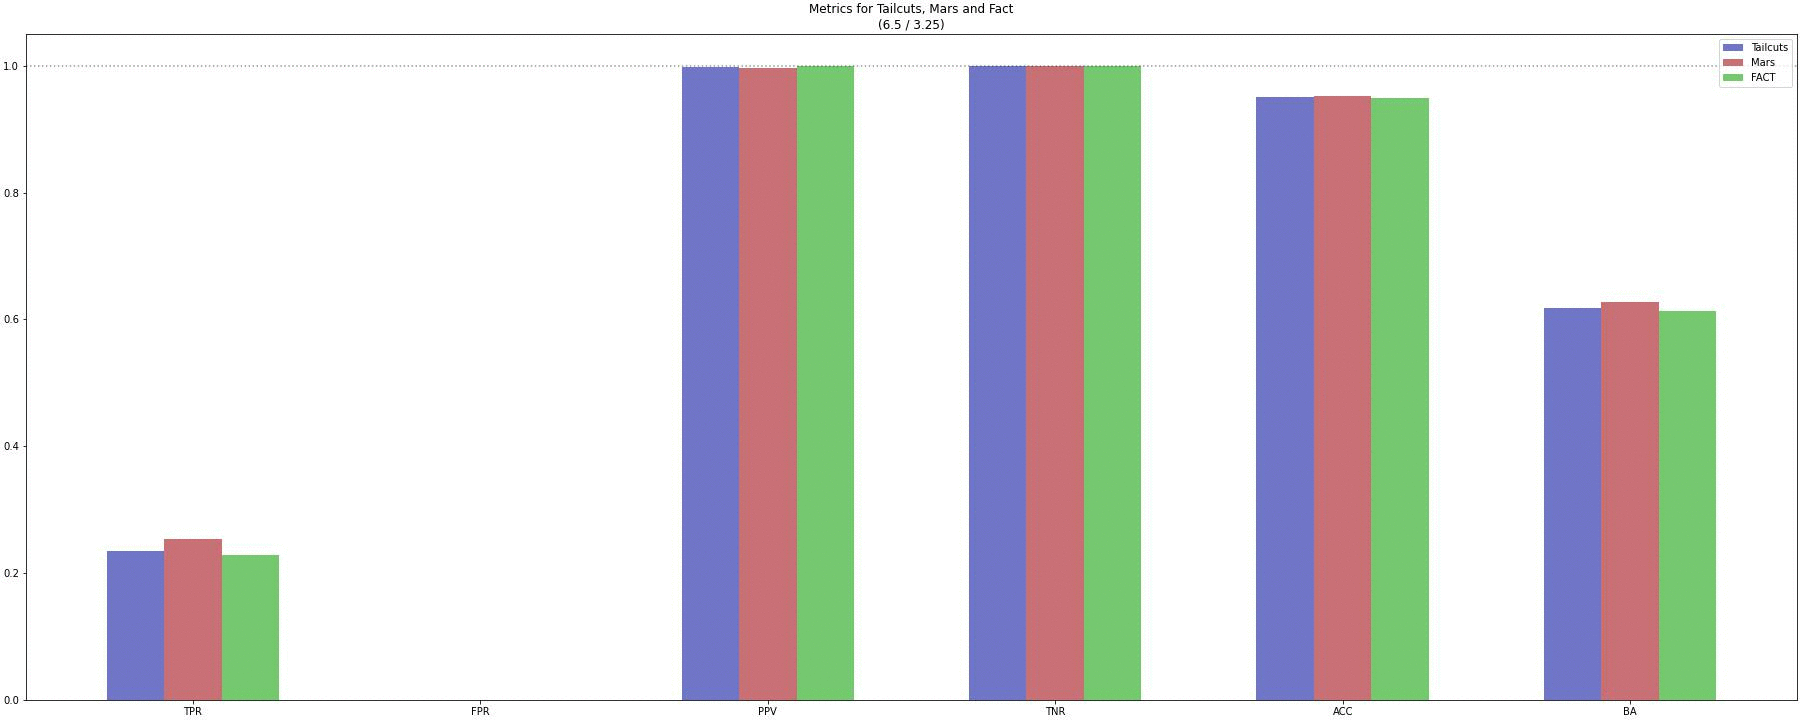 Metrics for Tailcuts, Mars and Fact
(6.5 / 3.25)
Tailcuts
Mars
FACT
1.0
0.8
0.6
0.4
0.2
0.0
TPR
FPR
PPV
TNR
ACC
BA